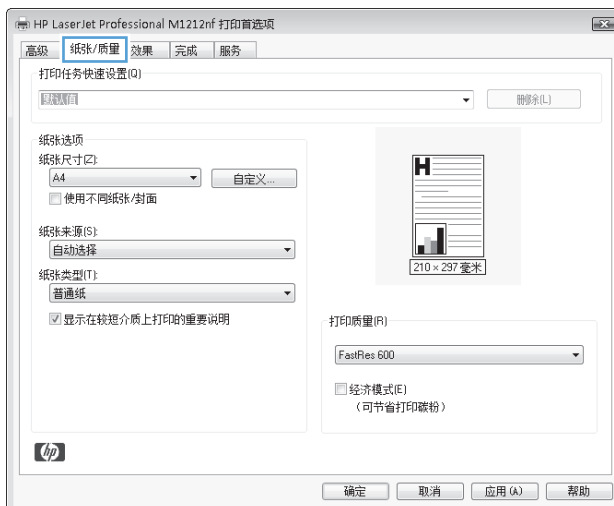 HP LaserJet Professional M1212nf 打印首选项
高级 纸张/质量 效果 完成 服务
打印任务快速设置(Q)
默认值
删除(L)
纸张选项
纸张尺寸(Z):
A4
自定义...
使用不同纸张/封面
纸张来源(S):
自动选择
纸张类型(T):
普通纸
显示在较短介质上打印的重要说明
H
210 × 297 毫米
打印质量(R)
FastRes 600
经济模式(E)
(可节省打印碳粉)
hp
确定 取消 应用(A) 帮助